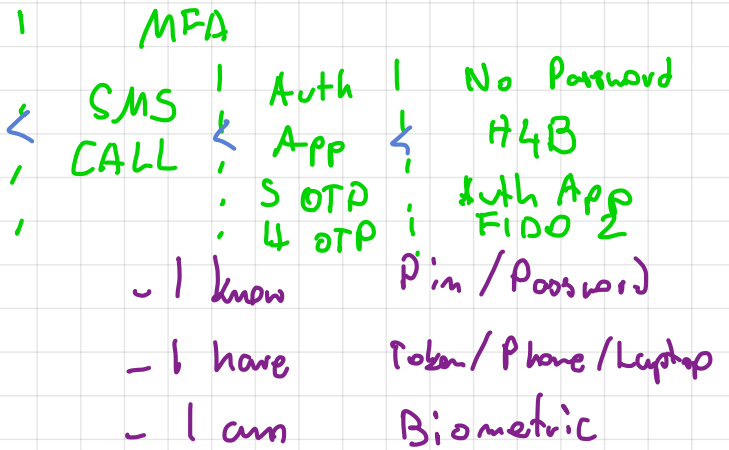 MFA
< SMS < Auth < No Password
CALL App H4B
S OTP Auth App
H OTP FIDO 2
- I know Pin / Password
- I have Token / Phone / Laptop
- I am Biometric